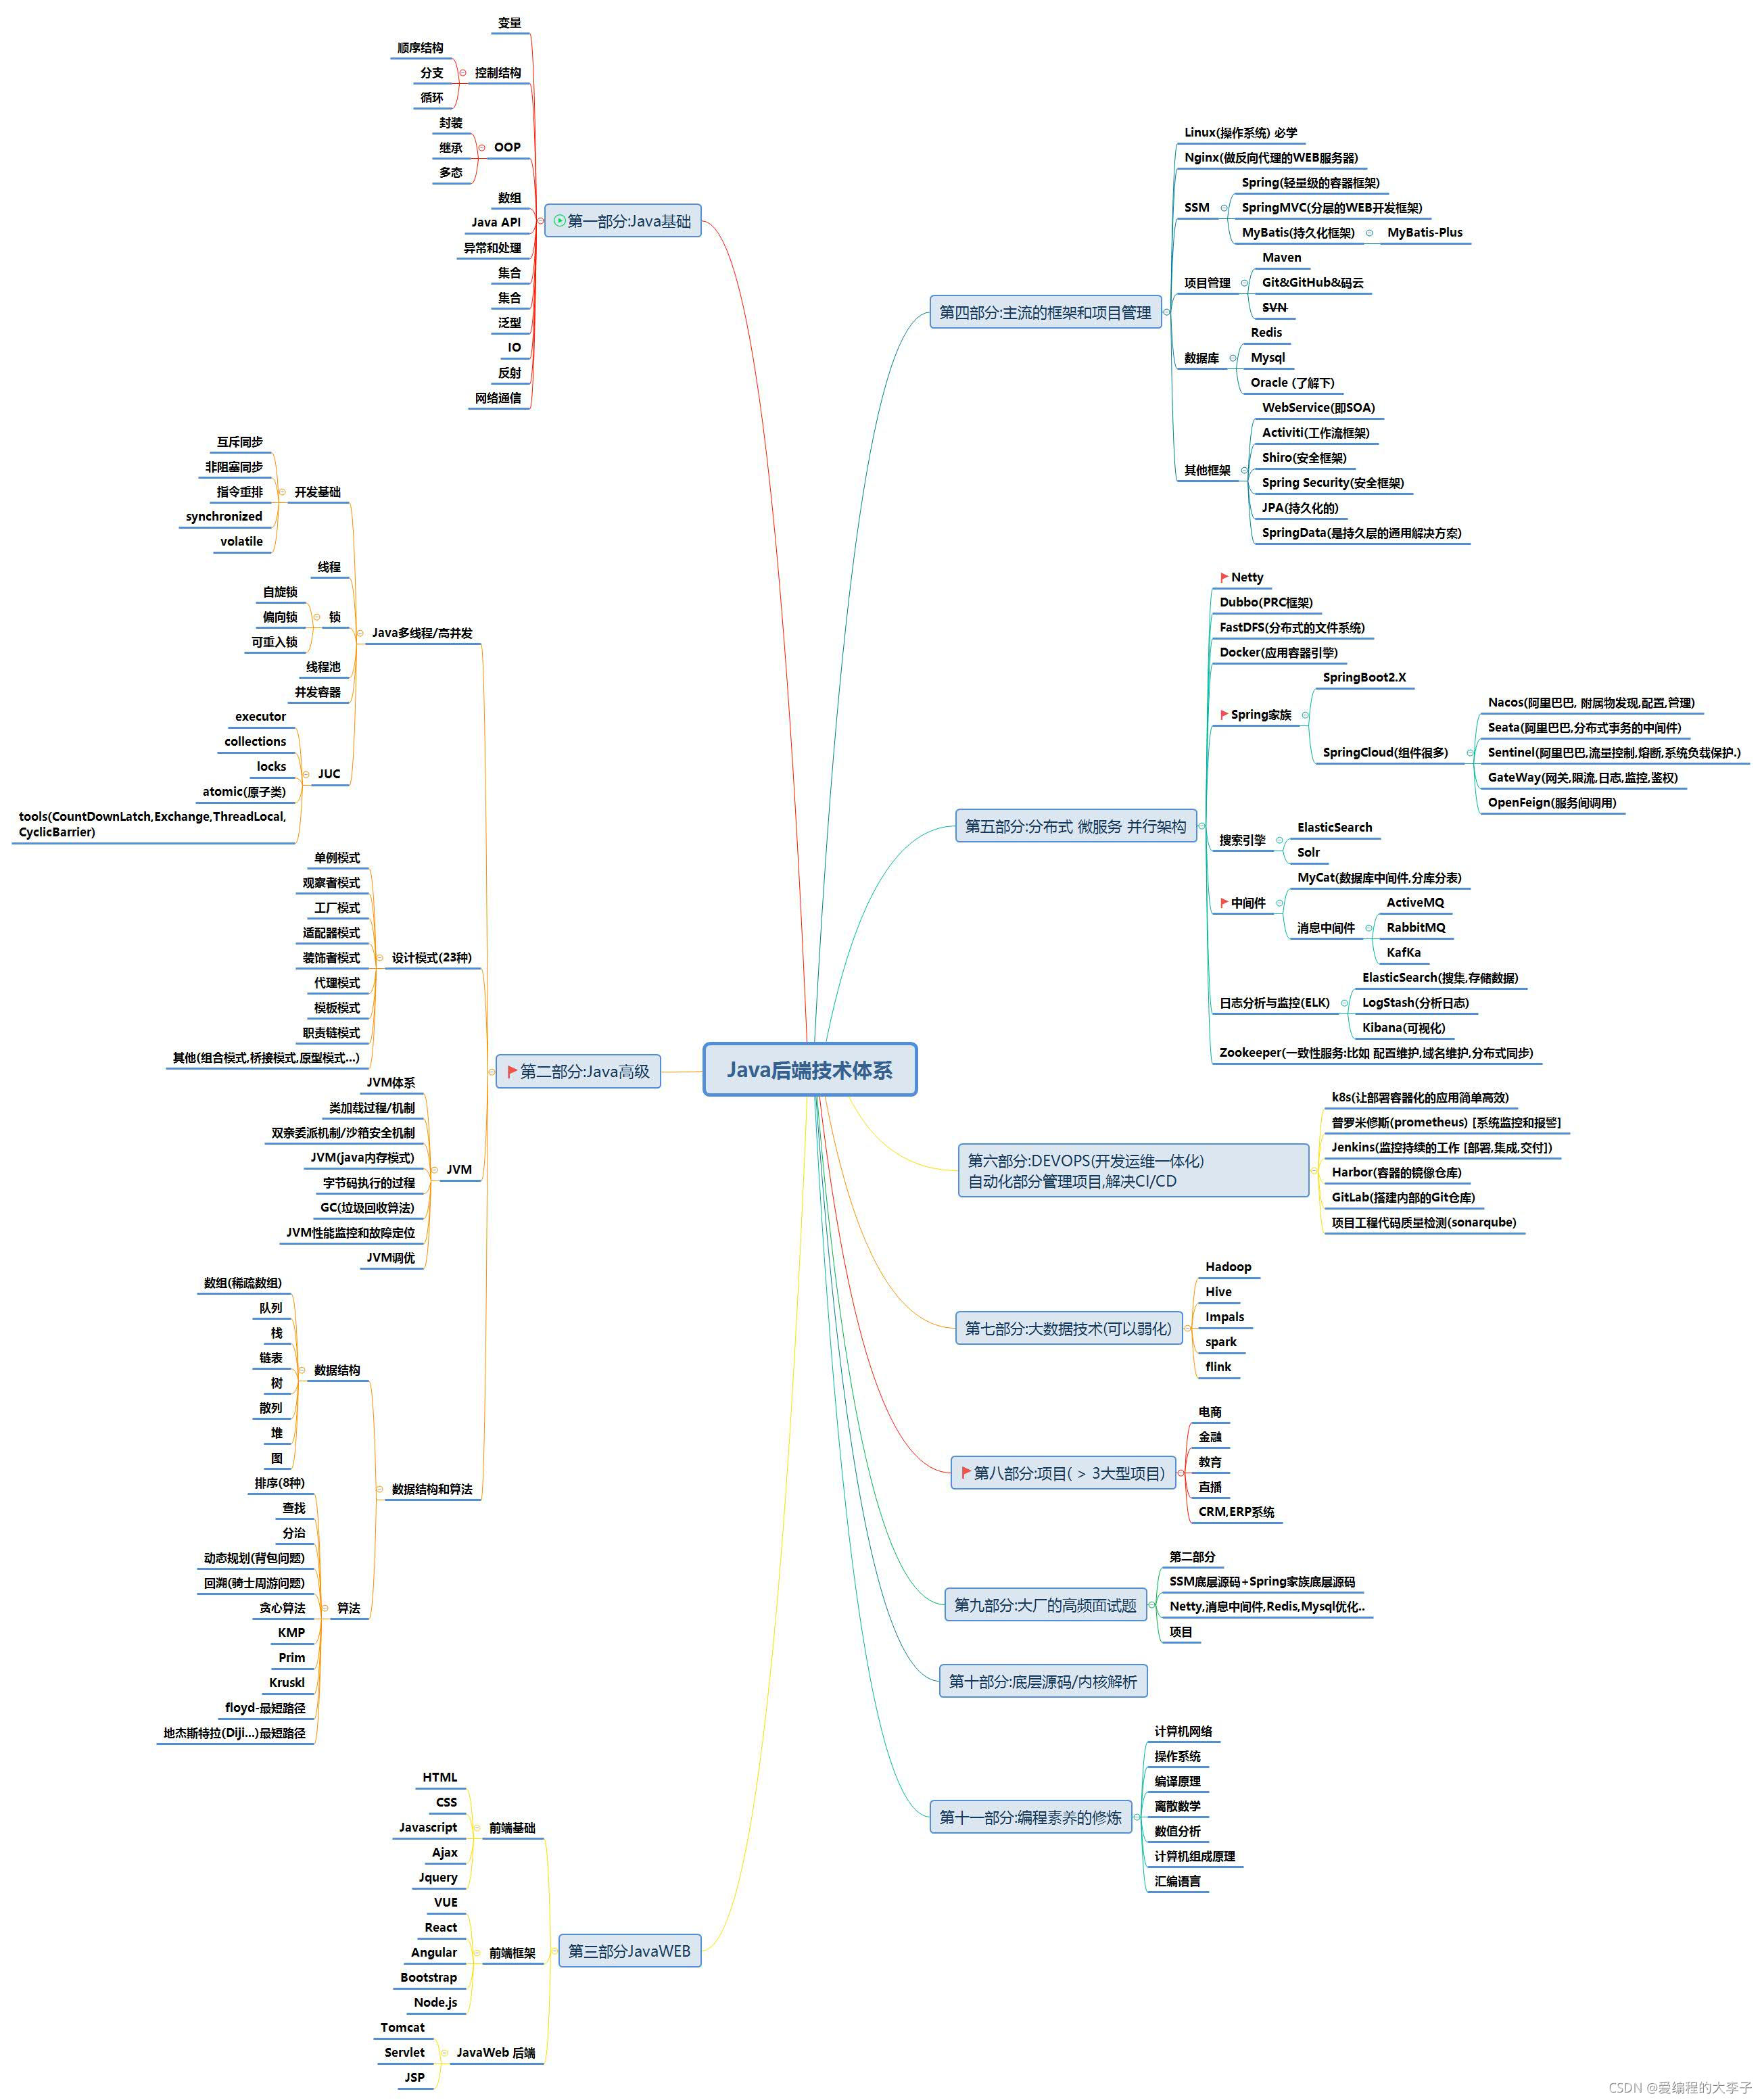 Java后端技术体系
第一部分:Java基础
变量
控制结构
顺序结构
分支
循环
OOP
封装
继承
多态
数组
Java API
异常和处理
集合
集合
泛型
IO
反射
网络通信
第二部分:Java高级
Java多线程/高并发
开发基础
互斥同步
非阻塞同步
指令重排
synchronized
volatile
线程
锁
自旋锁
偏向锁
可重入锁
线程池
并发容器
JUC
executor
collections
locks
atomic(原子类)
tools(CountDownLatch,Exchange,ThreadLocal,
CyclicBarrier)
设计模式(23种)
单例模式
观察者模式
工厂模式
适配器模式
装饰者模式
代理模式
模板模式
职责链模式
其他(组合模式,桥接模式,原型模式...)
JVM
JVM体系
类加载过程/机制
双亲委派机制/沙箱安全机制
JVM(java内存模式)
字节码执行的过程
GC(垃圾回收算法)
JVM性能监控和故障定位
JVM调优
数据结构和算法
数据结构
数组(稀疏数组)
队列
栈
链表
树
散列
堆
图
算法
排序(8种)
查找
分治
动态规划(背包问题)
回溯(骑士周游问题)
贪心算法
KMP
Prim
Kruskl
floyd-最短路径
地杰斯特拉(Diji...)最短路径
第三部分JavaWEB
前端基础
HTML
CSS
Javascript
Ajax
Jquery
前端框架
VUE
React
Angular
Bootstrap
Node.js
JavaWeb 后端
Tomcat
Servlet
JSP
第四部分:主流的框架和项目管理
Linux(操作系统) 必学
Nginx(做反向代理的WEB服务器)
SSM
Spring(轻量级的容器框架)
SpringMVC(分层的WEB开发框架)
MyBatis(持久化框架)
MyBatis-Plus
项目管理
Maven
Git&GitHub&码云
SVN
数据库
Redis
Mysql
Oracle (了解下)
其他框架
WebService(即SOA)
Activiti(工作流框架)
Shiro(安全框架)
Spring Security(安全框架)
JPA(持久化的)
SpringData(是持久层的通用解决方案)
第五部分:分布式 微服务 并行架构
Netty
Dubbo(PRC框架)
FastDFS(分布式的文件系统)
Docker(应用容器引擎)
Spring家族
SpringBoot2.X
SpringCloud(组件很多)
Nacos(阿里巴巴, 附属物发现,配置,管理)
Seata(阿里巴巴,分布式事务的中间件)
Sentinel(阿里巴巴,流量控制,熔断,系统负载保护.)
GateWay(网关,限流,日志,监控,鉴权)
OpenFeign(服务间调用)
搜索引擎
ElasticSearch
Solr
中间件
MyCat(数据库中间件,分库分表)
消息中间件
ActiveMQ
RabbitMQ
KafKa
日志分析与监控(ELK)
ElasticSearch(搜集,存储数据)
LogStash(分析日志)
Kibana(可视化)
Zookeeper(一致性服务:比如 配置维护,域名维护,分布式同步)
第六部分:DEVOPS(开发运维一体化)
自动化部分管理项目,解决CI/CD
k8s(让部署容器化的应用简单高效)
普罗米修斯(prometheus) [系统监控和报警]
Jenkins(监控持续的工作 [部署,集成,交付])
Harbor(容器的镜像仓库)
GitLab(搭建内部的Git仓库)
项目工程代码质量检测(sonarqube)
第七部分:大数据技术(可以弱化)
Hadoop
Hive
Impals
spark
flink
第八部分:项目( > 3大型项目)
电商
金融
教育
直播
CRM,ERP系统
第九部分:大厂的高频面试题
第二部分
SSM底层源码+Spring家族底层源码
Netty,消息中间件,Redis,Mysql优化..
项目
第十部分:底层源码/内核解析
第十一部分:编程素养的修炼
计算机网络
操作系统
编译原理
离散数学
数值分析
计算机组成原理
汇编语言
CSDN @爱编程的大李子